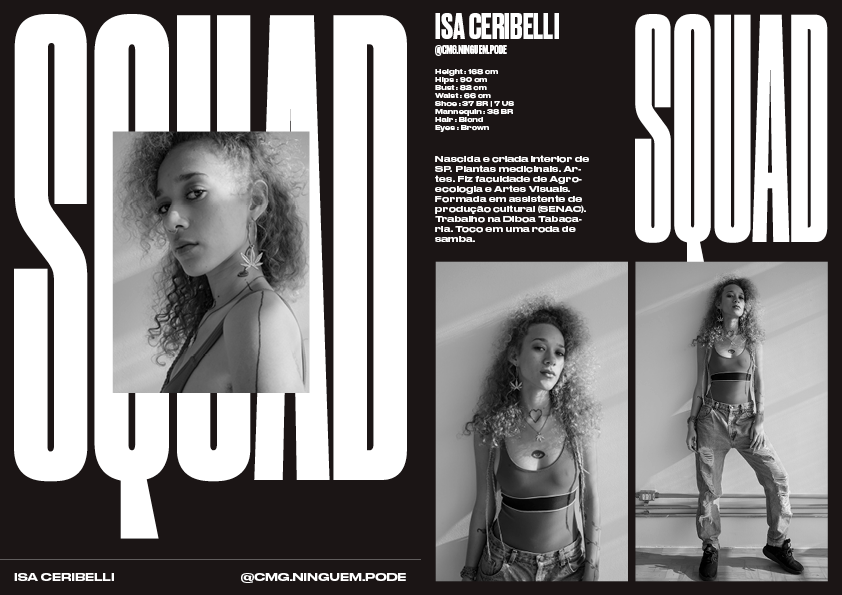 SQUAD
ISA CERIBELLI
@CMG.NINGUEM.PODE
ISA CERIBELLI
@CMG.NINGUEM.PODE
Height : 168 cm
Hips : 90 cm
Bust : 82 cm
Waist : 66 cm
Shoe : 37 BR | 7 US
Mannequin : 38 BR
Hair : Blond
Eyes : Brown
Nascida e criada interior de
SP. Plantas medicinais. Ar-
tes. Fiz faculdade de Agro-
ecologia e Artes Visuais.
Formada em assistente de
produção cultural (SENAC).
Trabalho na Diboa Tabaca-
ria. Toco em uma roda de
samba.
SQUAD